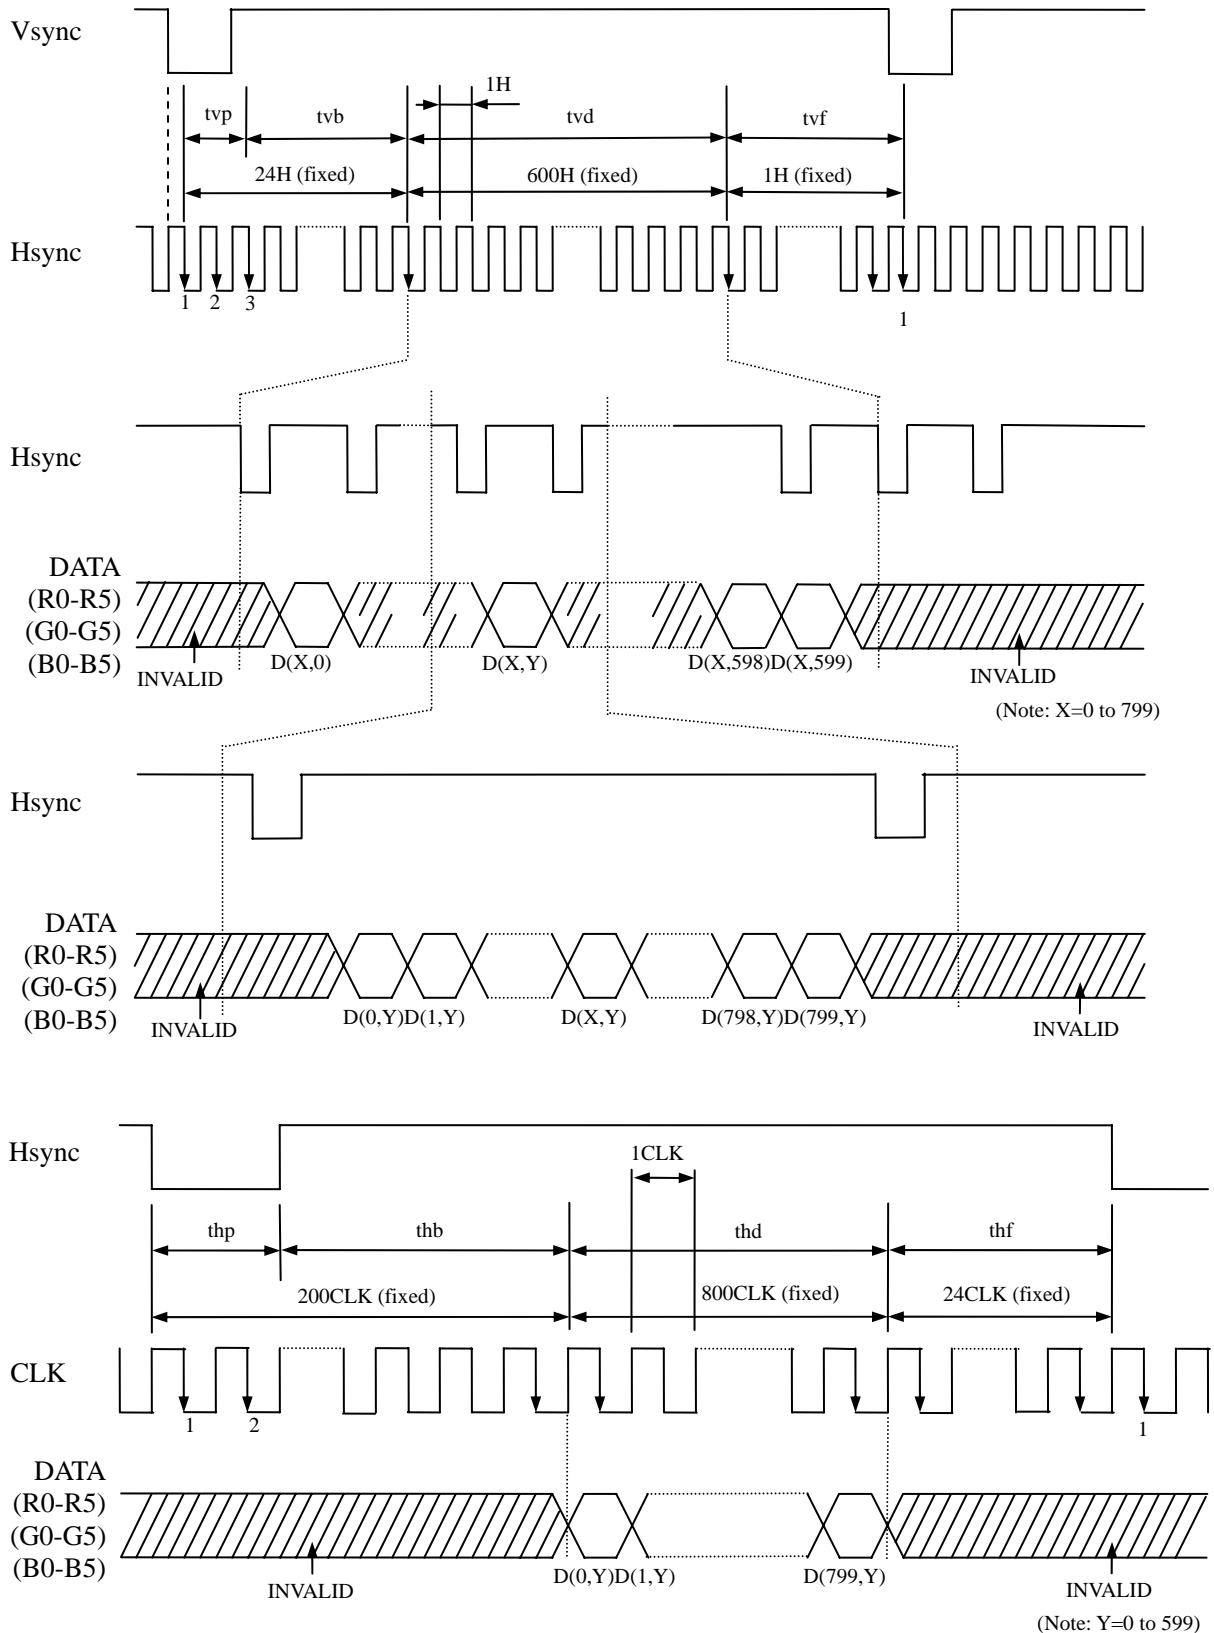 Vsync
1H
tvp
tvb
tvd
tvf
24H (fixed)
600H (fixed)
1H (fixed)
Hsync
1
2
3
1
Hsync
DATA
(R0-R5)
(G0-G5)
(B0-B5)
INVALID
D(X,0)
D(X,Y)
D(X,598)D(X,599)
INVALID
(Note: X=0 to 799)
Hsync
DATA
(R0-R5)
(G0-G5)
(B0-B5)
INVALID
D(0,Y)D(1,Y)
D(X,Y)
D(798,Y)D(799,Y)
INVALID
Hsync
1CLK
thp
thb
thd
thf
200CLK (fixed)
800CLK (fixed)
24CLK (fixed)
CLK
1
2
1
DATA
(R0-R5)
(G0-G5)
(B0-B5)
INVALID
D(0,Y)D(1,Y)
D(799,Y)
INVALID
(Note: Y=0 to 599)